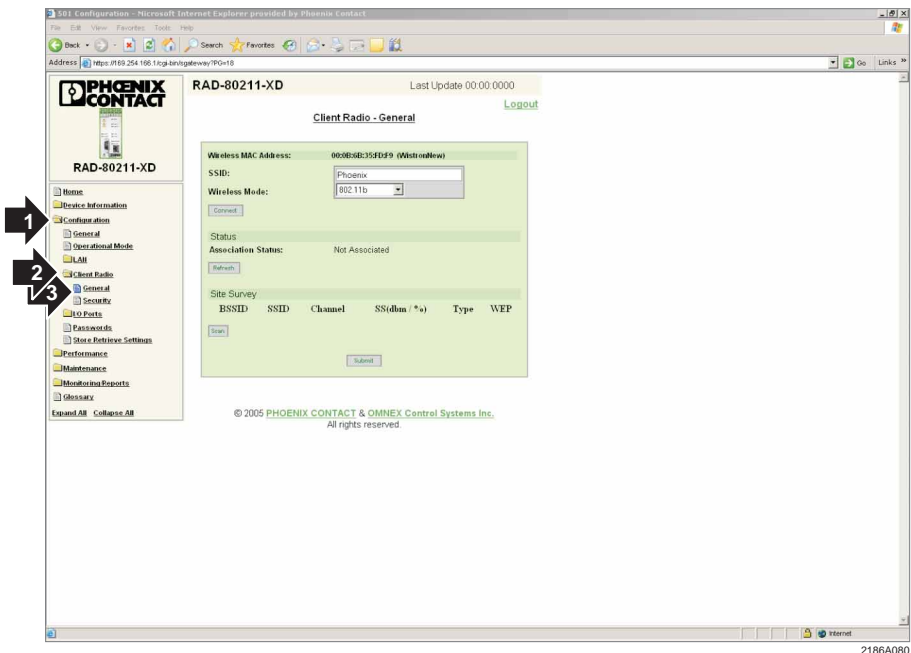 S01 Configuration - Microsoft Internet Explorer provided by Phoenix Contact
File Edit View Favorites Tools Help
Back Search Favorites
Address https://169.254.166.1/cgi-bin/sgateway?PG=18 Go Links »
PHŒNIX CONTACT
RAD-80211-XD
Home
Device Information
1 Configuration
General
Operational Mode
LAN
2 Client Radio
3 General
Security
I/O Ports
Passwords
Store Retrieve Settings
Performance
Maintenance
Monitoring Reports
Glossary
Expand All Collapse All
RAD-80211-XD Last Update 00:00:0000
Logout
Client Radio - General
Wireless MAC Address: 00:0B:6B:35:FD:F9 (WistronNew)
SSID: Phoenix
Wireless Mode: 802.11b
Connect
Status
Association Status: Not Associated
Refresh
Site Survey
BSSID SSID Channel SS(dbm / %) Type WEP
Scan
Submit
© 2005 PHOENIX CONTACT & OMNEX Control Systems Inc.
All rights reserved.
Internet
2186A080